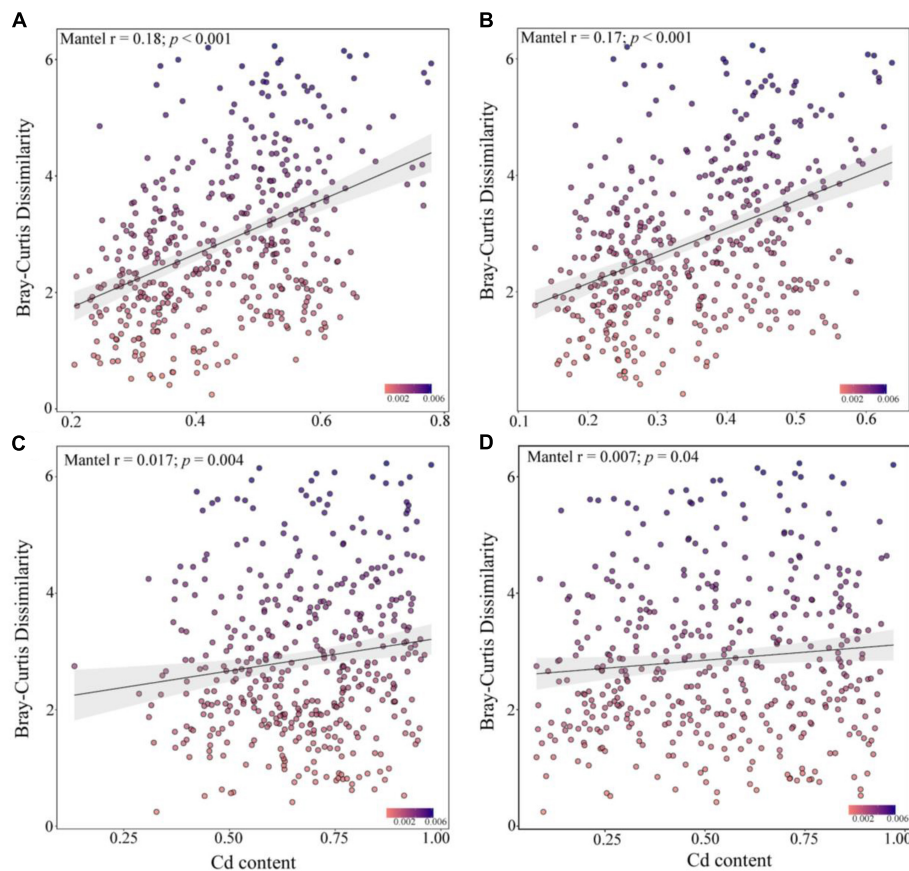 A
Mantel r = 0.18; p < 0.001
Bray-Curtis Dissimilarity
6
4
2
0
0.2 0.4 0.6 0.8
0.002 0.006
B
Mantel r = 0.17; p < 0.001
Bray-Curtis Dissimilarity
6
4
2
0
0.1 0.2 0.3 0.4 0.5 0.6
0.002 0.006
C
Mantel r = 0.017; p = 0.004
Bray-Curtis Dissimilarity
6
4
2
0
0.25 0.50 0.75 1.00
Cd content
0.002 0.006
D
Mantel r = 0.007; p = 0.04
Bray-Curtis Dissimilarity
6
4
2
0
0.25 0.50 0.75 1.00
Cd content
0.002 0.006